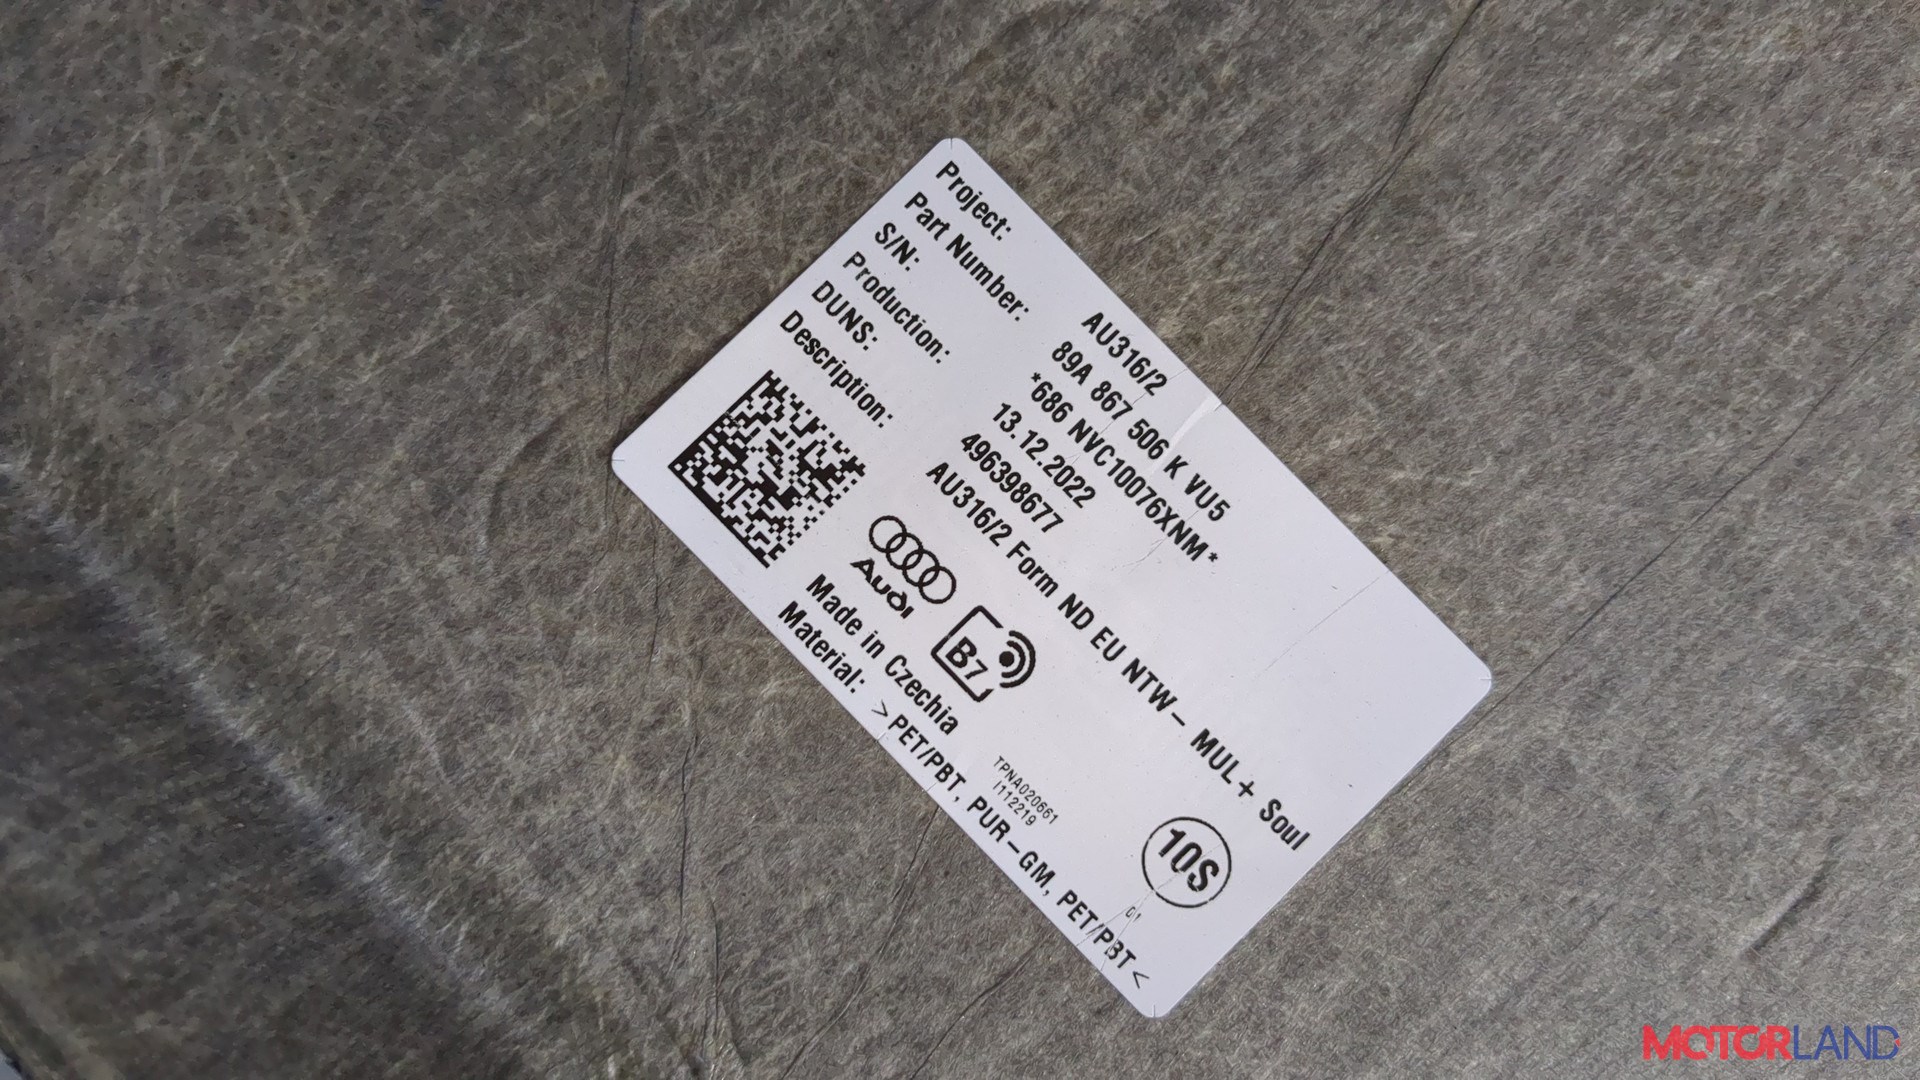 Project: AU316/2
Part Number: 89A 867 506 K VU5
S/N: *686 NVC10076XNM*
Production: 13.12.2022
DUNS: 496398677
Description: AU316/2 Form ND EU NTW- MUL+ Soul
Audi
B7
10S
Made in Czechia
TPNA020661
I112219
01
Material: >PET/PBT, PUR-GM, PET/PBT<
MOTORLAND